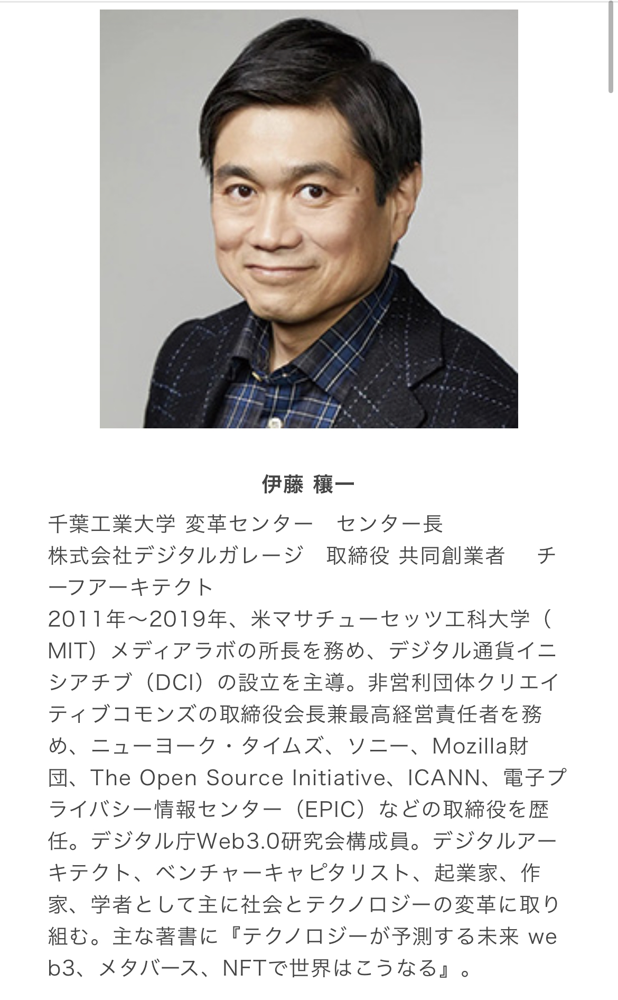 伊藤 穰一
千葉工業大学 変革センター　センター長
株式会社デジタルガレージ　取締役 共同創業者　 チ
ーフアーキテクト
2011年〜2019年、米マサチューセッツ工科大学（
MIT）メディアラボの所長を務め、デジタル通貨イニ
シアチブ（DCI）の設立を主導。非営利団体クリエイ
ティブコモンズの取締役会長兼最高経営責任者を務
め、ニューヨーク・タイムズ、ソニー、Mozilla財
団、The Open Source Initiative、ICANN、電子プ
ライバシー情報センター（EPIC）などの取締役を歴
任。デジタル庁Web3.0研究会構成員。デジタルアー
キテクト、ベンチャーキャピタリスト、起業家、作
家、学者として主に社会とテクノロジーの変革に取り
組む。主な著書に『テクノロジーが予測する未来 we
b3、メタバース、NFTで世界はこうなる』。